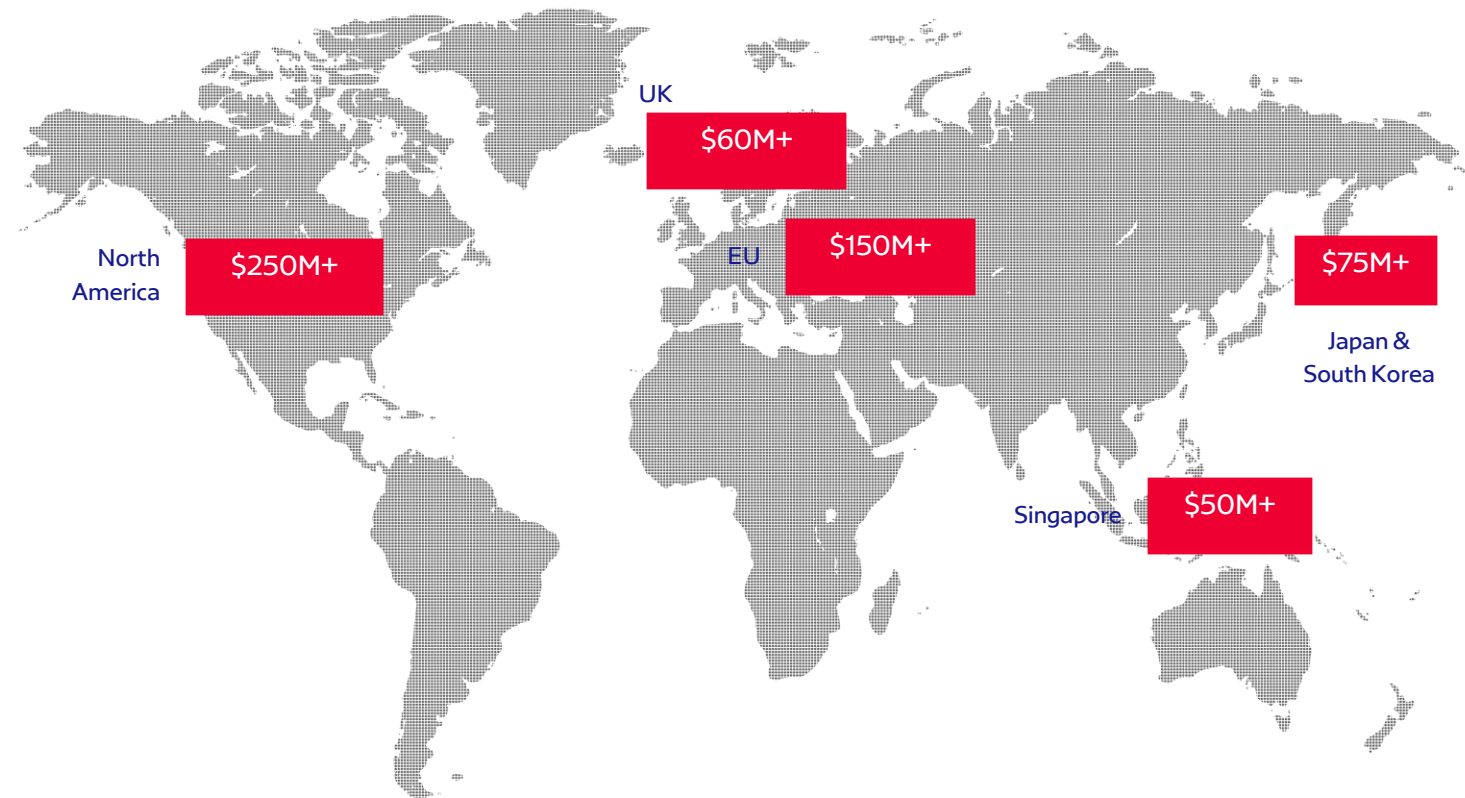 UK
$60M+
North
America
$250M+
EU
$150M+
$75M+
Japan &
South Korea
Singapore
$50M+